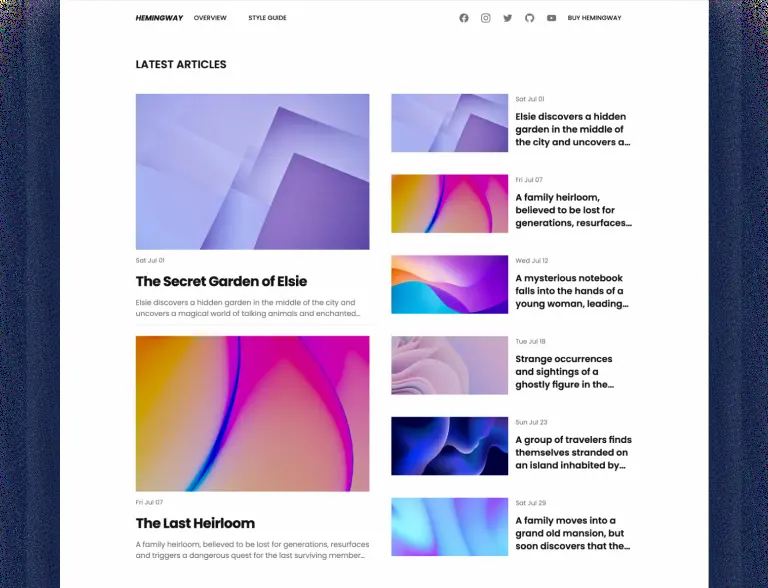 HEMINGWAY OVERVIEW STYLE GUIDE BUY HEMINGWAY
LATEST ARTICLES
Sat Jul 01
The Secret Garden of Elsie
Elsie discovers a hidden garden in the middle of the city and
uncovers a magical world of talking animals and enchanted...
Fri Jul 07
The Last Heirloom
A family heirloom, believed to be lost for generations, resurfaces
and triggers a dangerous quest for the last surviving member...
Sat Jul 01
Elsie discovers a hidden
garden in the middle of
the city and uncovers a...
Fri Jul 07
A family heirloom,
believed to be lost for
generations, resurfaces...
Wed Jul 12
A mysterious notebook
falls into the hands of a
young woman, leading...
Tue Jul 18
Strange occurrences
and sightings of a
ghostly figure in the...
Sun Jul 23
A group of travelers finds
themselves stranded on
an island inhabited by...
Sat Jul 29
A family moves into a
grand old mansion, but
soon discovers that the...